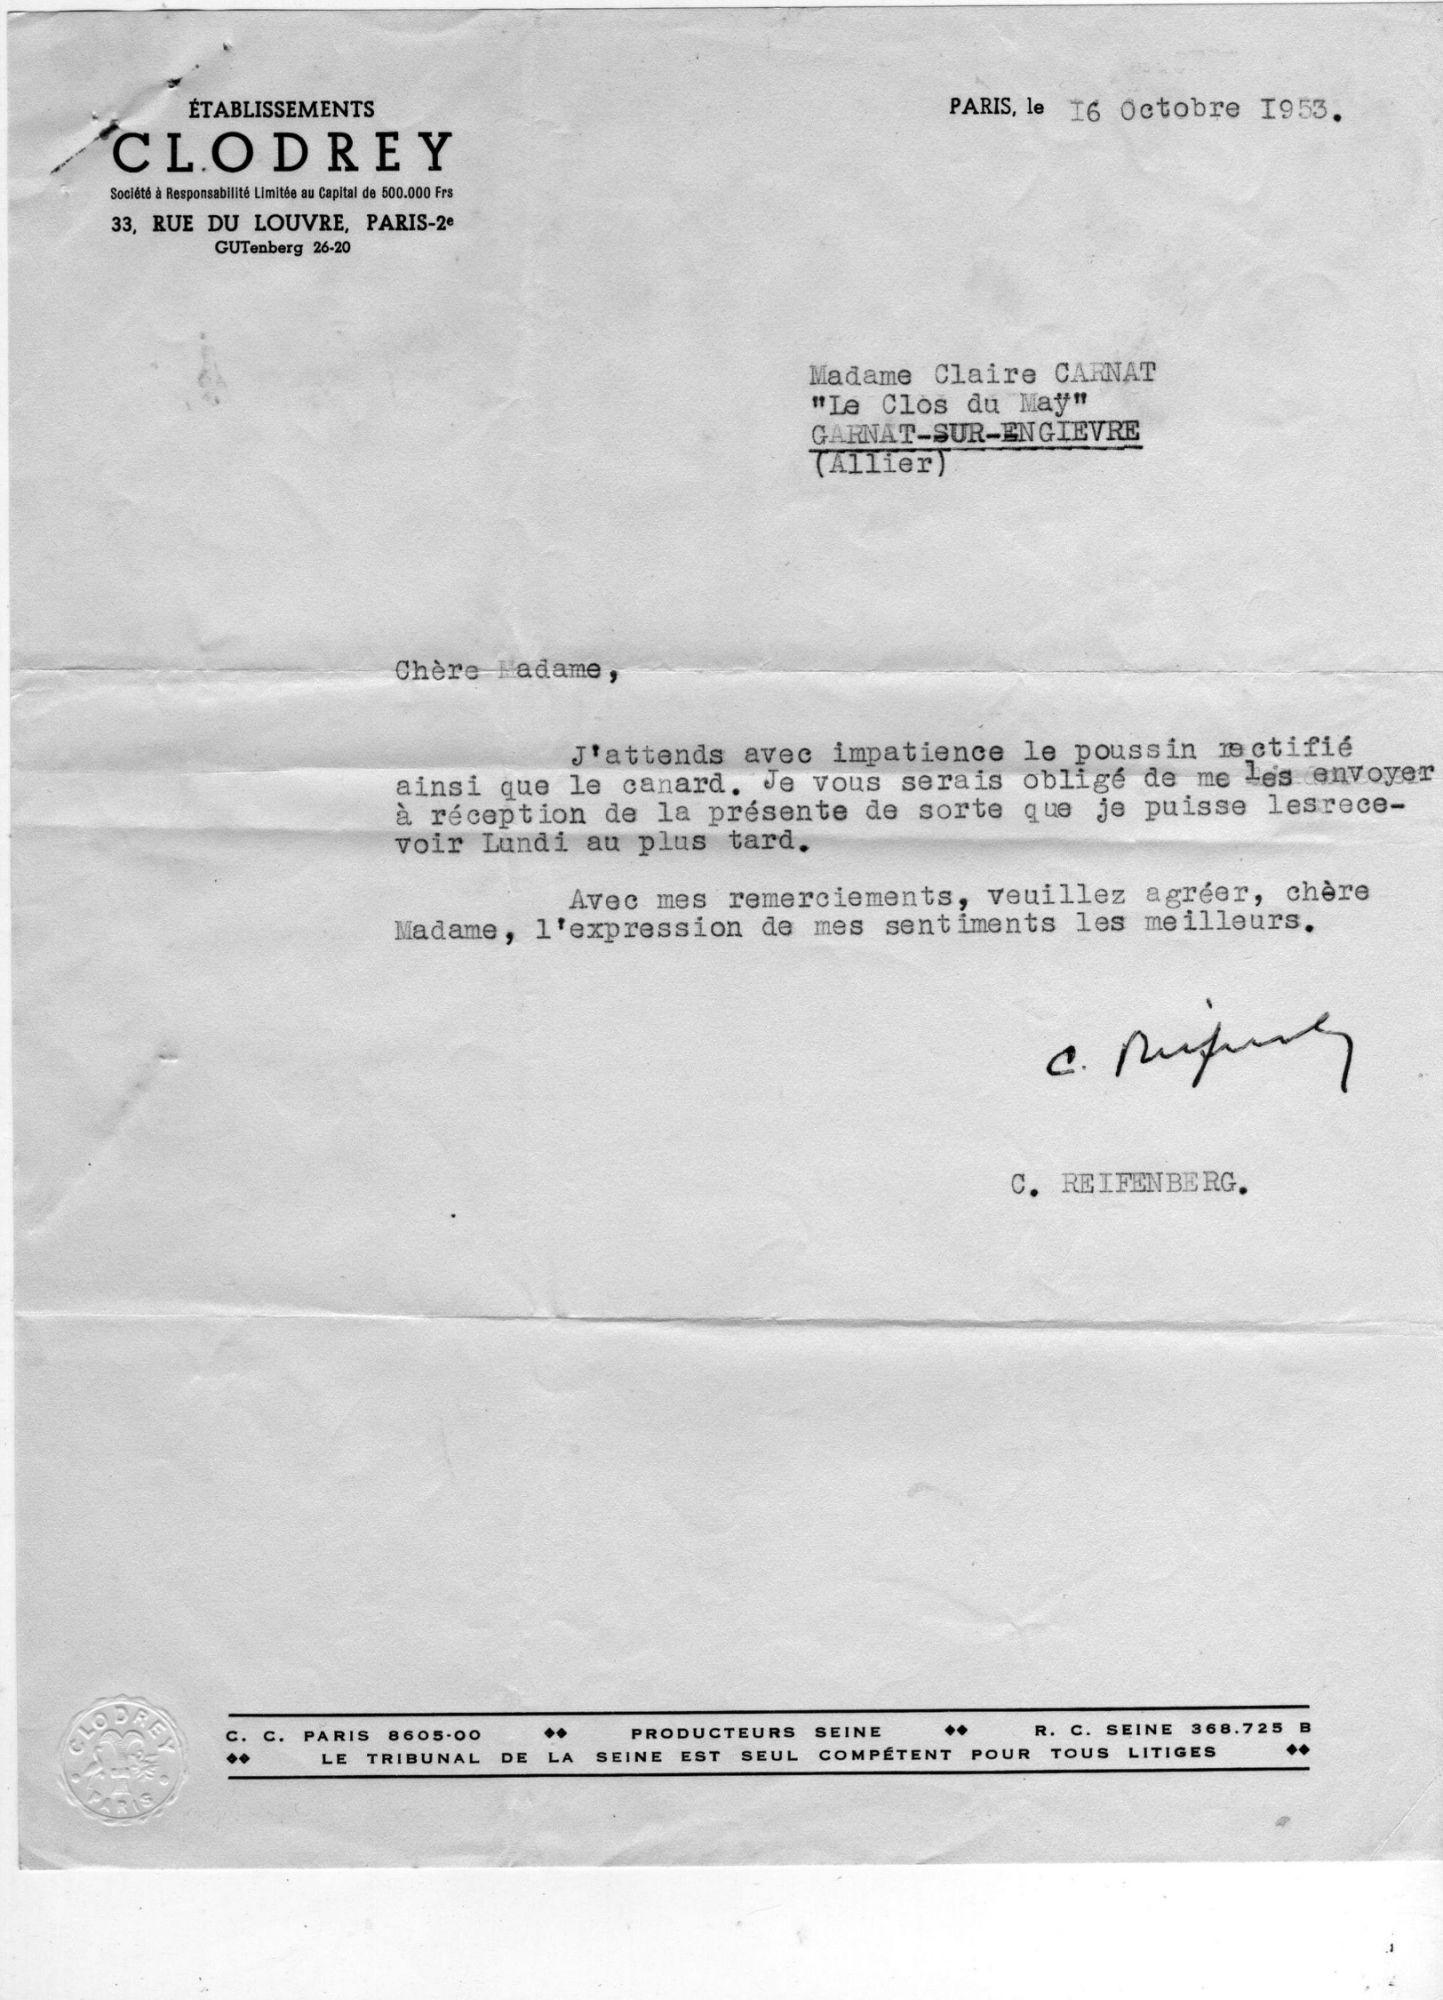 ÉTABLISSEMENTS
CLODREY
Société à Responsabilité Limitée au Capital de 500.000 Frs
33, RUE DU LOUVRE, PARIS-2e
GUTenberg 26-20
PARIS, le 16 Octobre 1953.
Madame Claire CARNAT
"Le Clos du Maÿ"
GARNAT-SUR-ENGIEVRE
(Allier)
Chère Madame,
J'attends avec impatience le poussin rectifié
ainsi que le canard. Je vous serais obligé de me les envoyer
à réception de la présente de sorte que je puisse lesrece-
voir Lundi au plus tard.
Avec mes remerciements, veuillez agréer, chère
Madame, l'expression de mes sentiments les meilleurs.
C. Reifenberg
C. REIFENBERG.
CLODREY
PARIS
C. C. PARIS 8605-00 ◆◆ PRODUCTEURS SEINE ◆◆ R. C. SEINE 368.725 B
◆◆ LE TRIBUNAL DE LA SEINE EST SEUL COMPÉTENT POUR TOUS LITIGES ◆◆